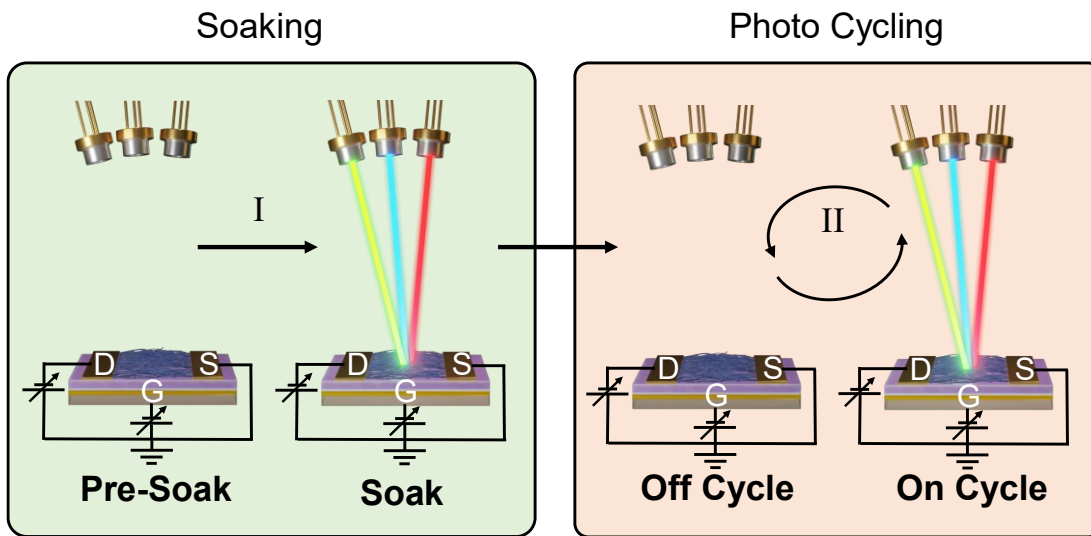 Soaking
Photo Cycling
I
II
D S
G
D S
G
D S
G
D S
G
Pre-Soak
Soak
Off Cycle
On Cycle